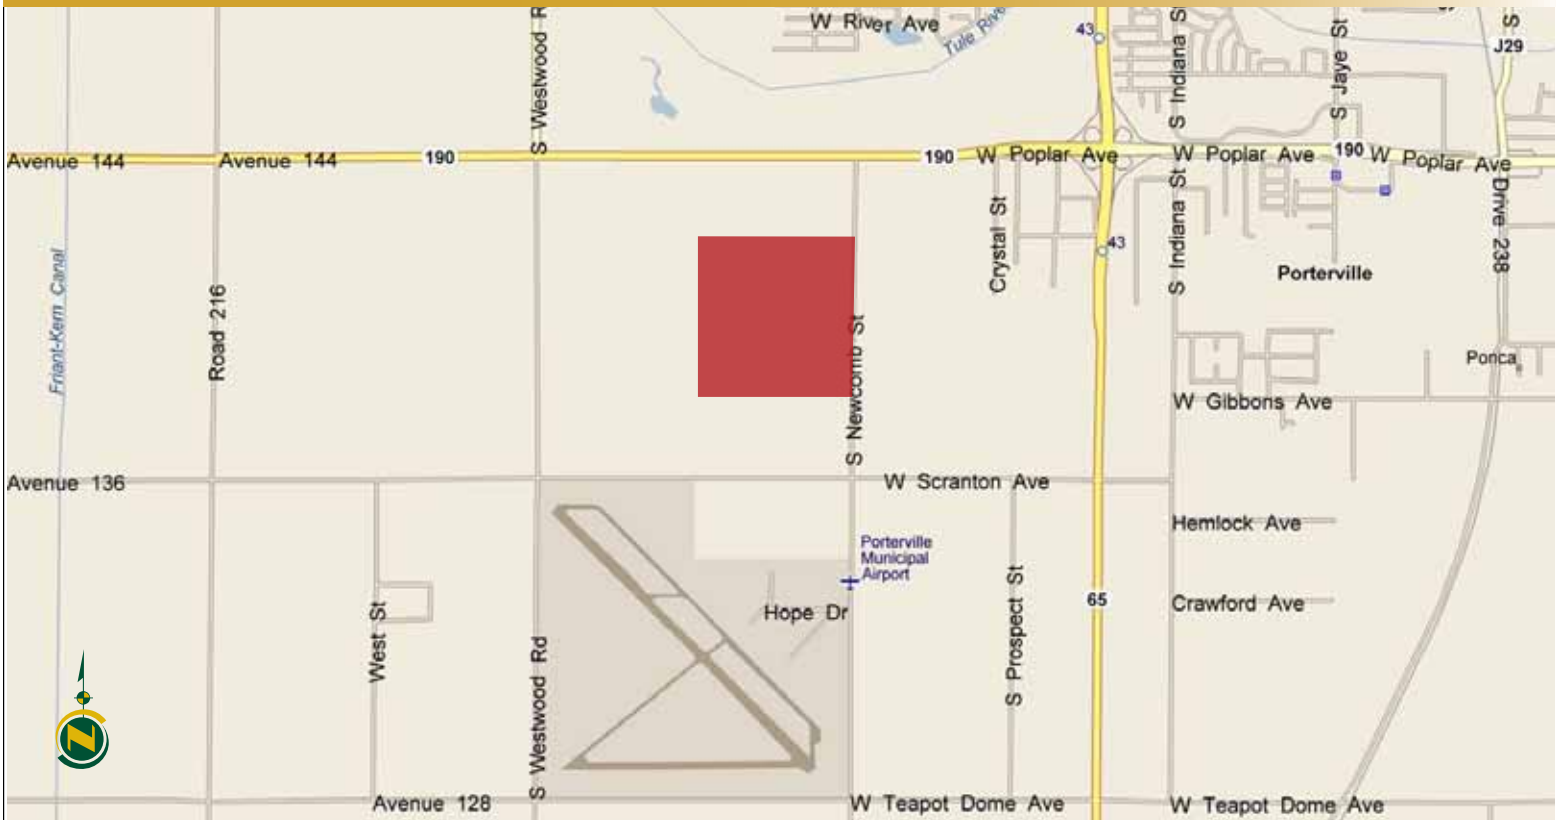 W River Ave
Tule River
43
S Westwood R
S Indiana St
S Jaye St
S
J29
Avenue 144
Avenue 144
190
190
W Poplar Ave
W Poplar Ave
190
W Poplar Ave
43
Crystal St
S Indiana St
Drive 238
Porterville
Friant-Kern Canal
Road 216
S Newcomb St
Ponca
W Gibbons Ave
Avenue 136
W Scranton Ave
Hemlock Ave
Porterville
Municipal
Airport
Hope Dr
S Prospect St
65
Crawford Ave
West St
S Westwood Rd
N
Avenue 128
W Teapot Dome Ave
W Teapot Dome Ave